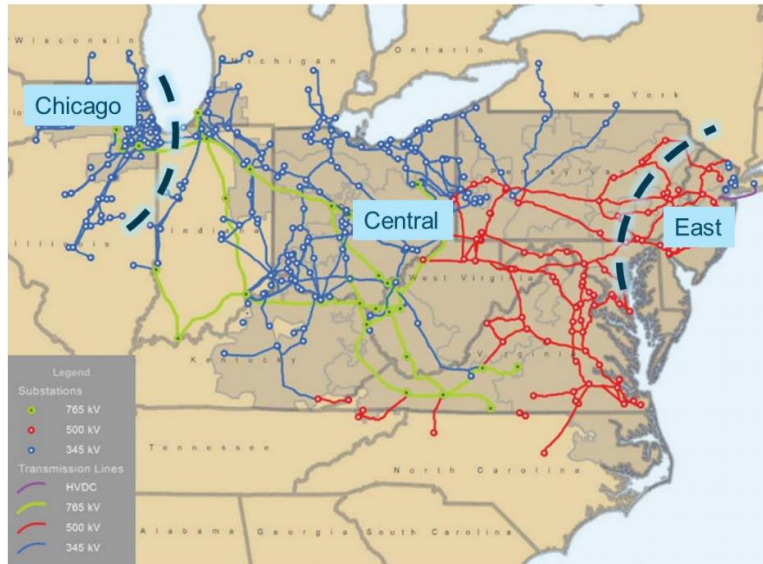 Wisconsin
Michigan
Ontario
New York
Chicago
Pennsylvania
Central
East
Illinois
Indiana
West Virginia
Virginia
Kentucky
Legend
Substations
765 kV
500 kV
345 kV
Transmission Lines
HVDC
765 kV
500 kV
345 kV
Tennessee
North Carolina
Alabama
Georgia
South Carolina